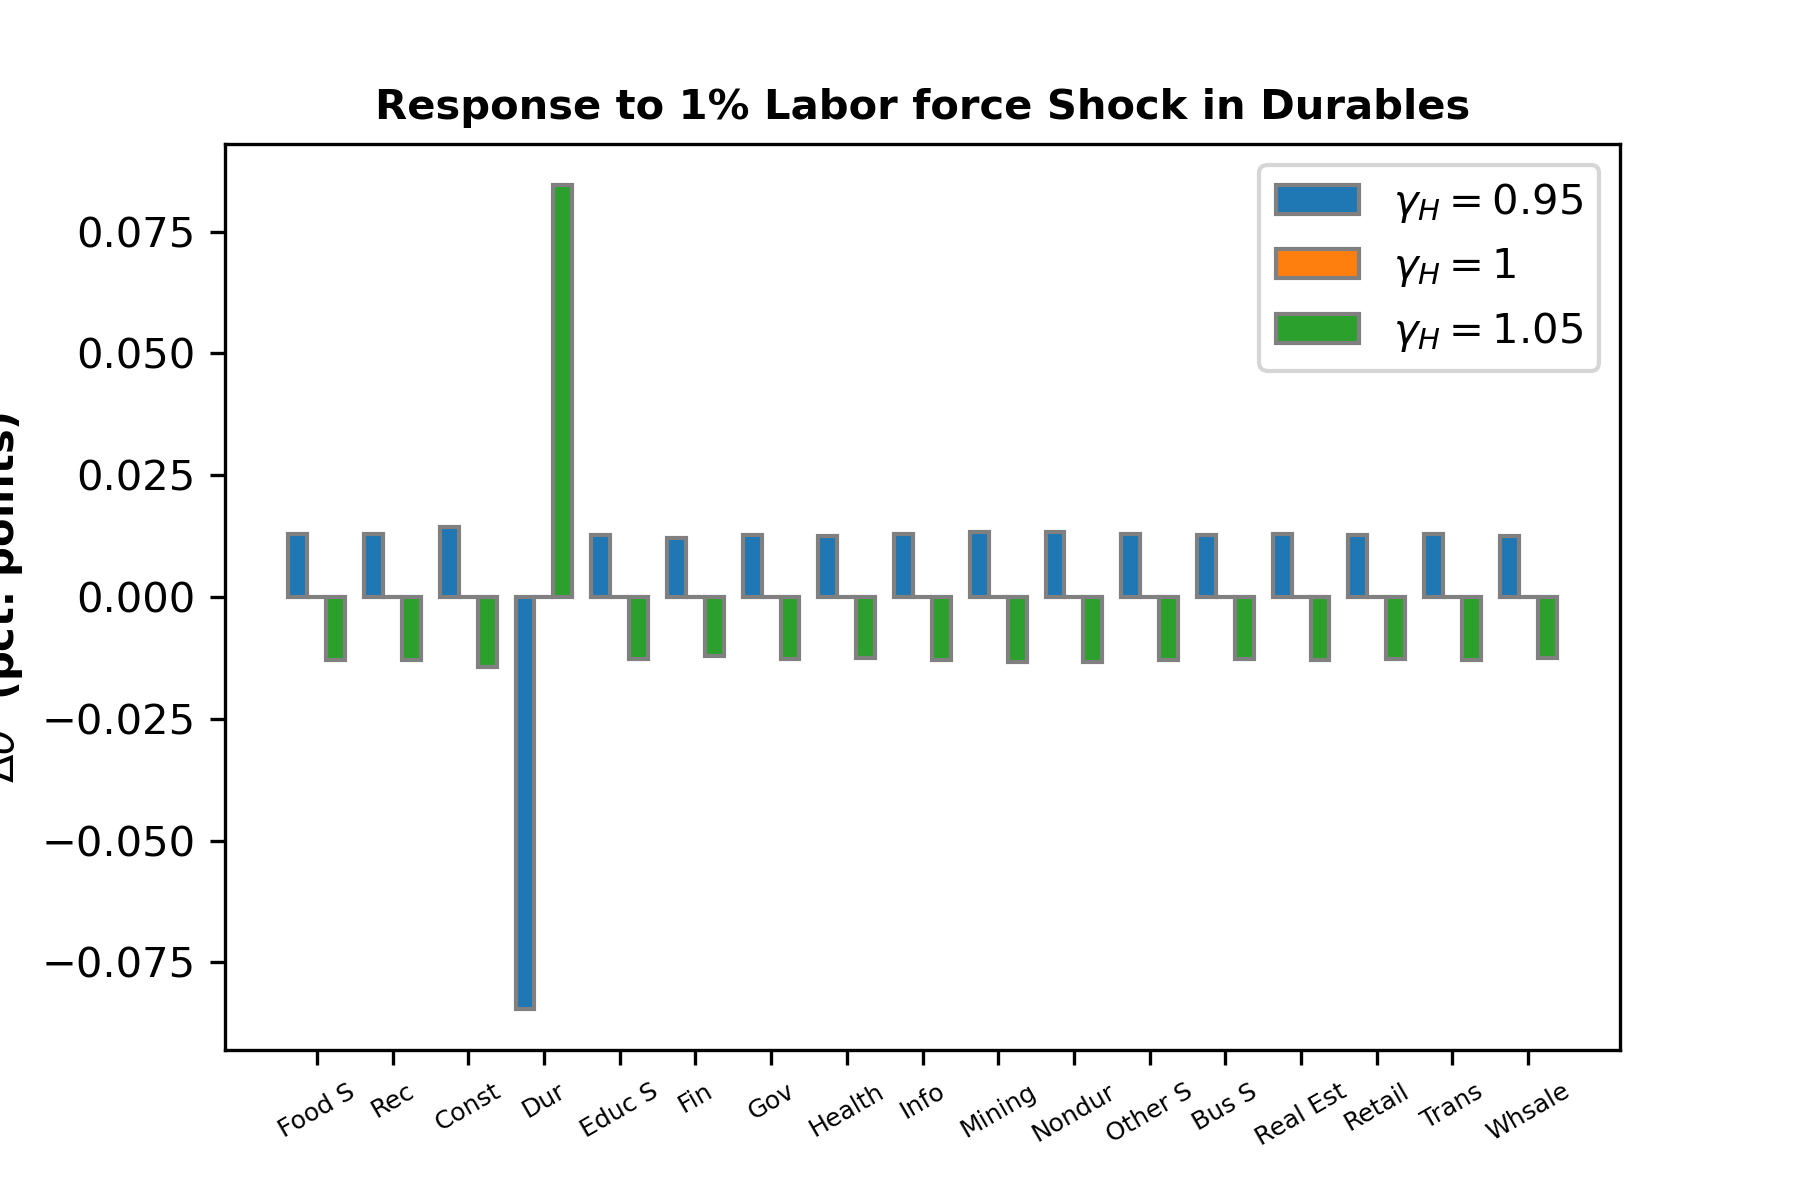 Response to 1% Labor force Shock in Durables
γH = 0.95
γH = 1
γH = 1.05
0.075
0.050
0.025
0.000
−0.025
−0.050
−0.075
(pct. points)
Food S Rec Const Dur Educ S Fin Gov Health Info Mining Nondur Other S Bus S Real Est Retail Trans Whsale